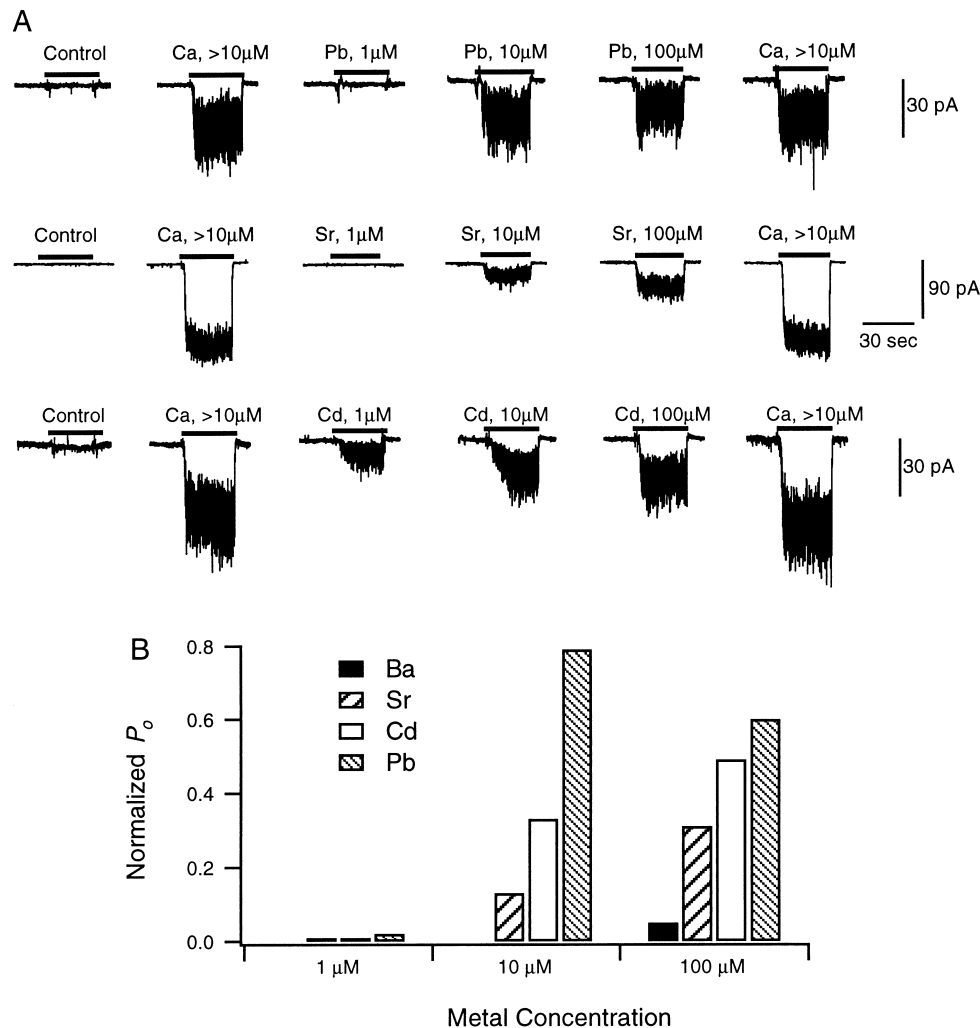 A
Control Ca, >10µM Pb, 1µM Pb, 10µM Pb, 100µM Ca, >10µM
30 pA
Control Ca, >10µM Sr, 1µM Sr, 10µM Sr, 100µM Ca, >10µM
90 pA
30 sec
Control Ca, >10µM Cd, 1µM Cd, 10µM Cd, 100µM Ca, >10µM
30 pA
B
Normalized Po
0.8
0.6
0.4
0.2
0.0
Ba
Sr
Cd
Pb
1 µM 10 µM 100 µM
Metal Concentration